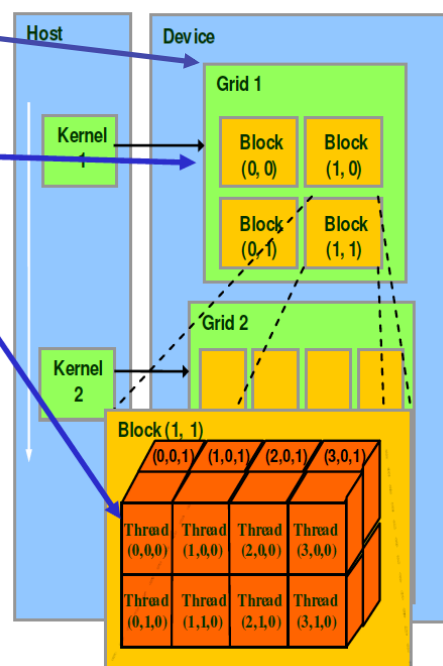 Host
Device
Grid 1
Kernel
1
Block
(0, 0)
Block
(1, 0)
Block
(0, 1)
Block
(1, 1)
Grid 2
Kernel
2
Block (1, 1)
(0,0,1)
(1,0,1)
(2,0,1)
(3,0,1)
Thread
(0,0,0)
Thread
(1,0,0)
Thread
(2,0,0)
Thread
(3,0,0)
Thread
(0,1,0)
Thread
(1,1,0)
Thread
(2,1,0)
Thread
(3,1,0)